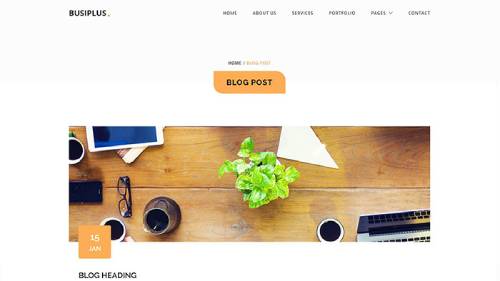 BUSIPLUS.
HOME ABOUT US SERVICES PORTFOLIO PAGES CONTACT
HOME / BLOG POST
BLOG POST
15
JAN
BLOG HEADING